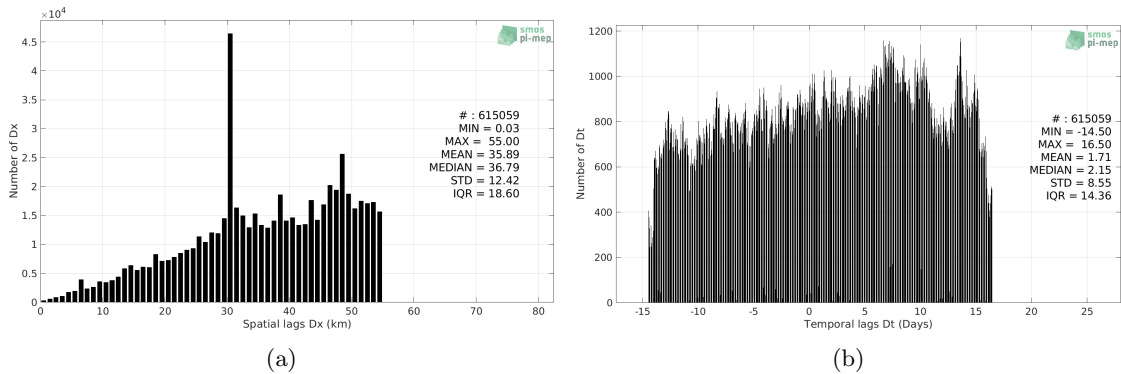 ×10⁴
4.5
4
3.5
3
2.5
2
1.5
1
0.5
0
Number of Dx
0 10 20 30 40 50 60 70 80
Spatial lags Dx (km)
smos
pi-mep
# : 615059
MIN = 0.03
MAX = 55.00
MEAN = 35.89
MEDIAN = 36.79
STD = 12.42
IQR = 18.60
(a)
1200
1000
800
600
400
200
0
Number of Dt
-15 -10 -5 0 5 10 15 20 25
Temporal lags Dt (Days)
smos
pi-mep
# : 615059
MIN = -14.50
MAX = 16.50
MEAN = 1.71
MEDIAN = 2.15
STD = 8.55
IQR = 14.36
(b)